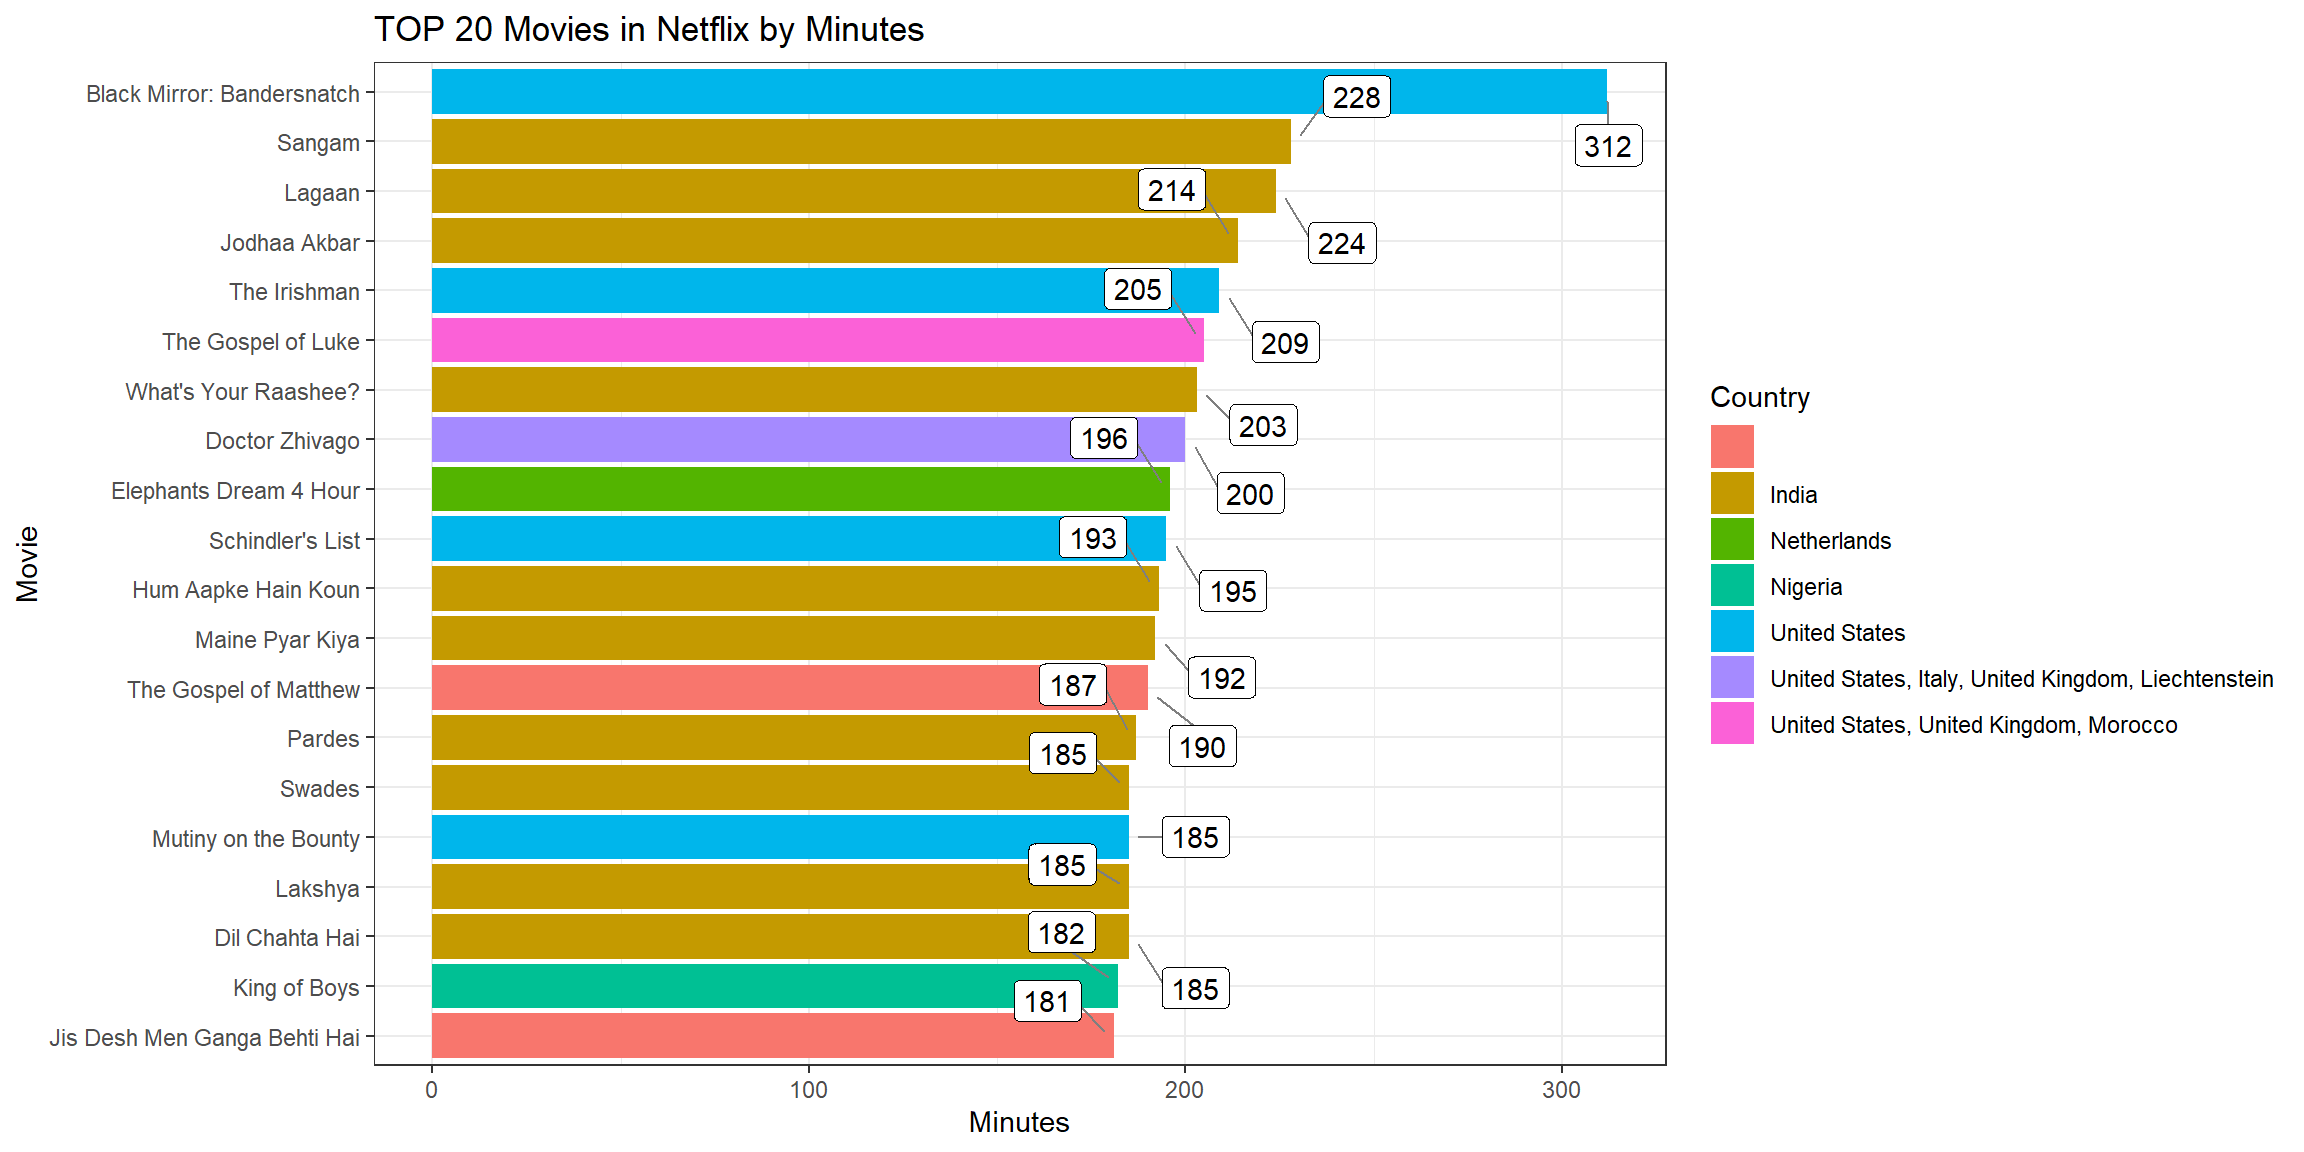 TOP 20 Movies in Netflix by Minutes
Black Mirror: Bandersnatch
228
Sangam
312
Lagaan
214
Jodhaa Akbar
224
The Irishman
205
The Gospel of Luke
209
What's Your Raashee?
203
Doctor Zhivago
196
Elephants Dream 4 Hour
200
Schindler's List
193
Hum Aapke Hain Koun
195
Maine Pyar Kiya
192
The Gospel of Matthew
187
Pardes
190
185
Swades
Mutiny on the Bounty
185
185
Lakshya
Dil Chahta Hai
182
King of Boys
185
181
Jis Desh Men Ganga Behti Hai
0 100 200 300
Minutes
Movie
Country
India
Netherlands
Nigeria
United States
United States, Italy, United Kingdom, Liechtenstein
United States, United Kingdom, Morocco